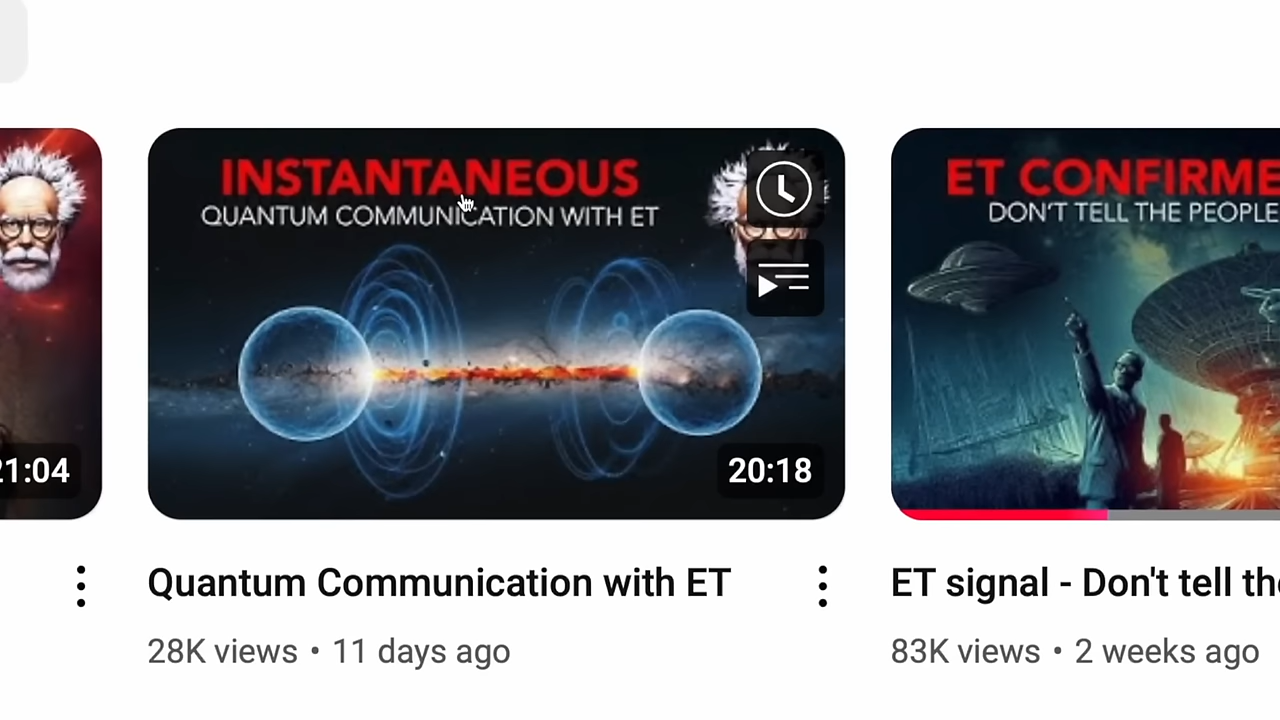 INSTANTANEOUS
QUANTUM COMMUNICATION WITH ET
ET CONFIRME
DON'T TELL THE PEOPLE
21:04
20:18
Quantum Communication with ET
ET signal - Don't tell the
28K views • 11 days ago
83K views • 2 weeks ago